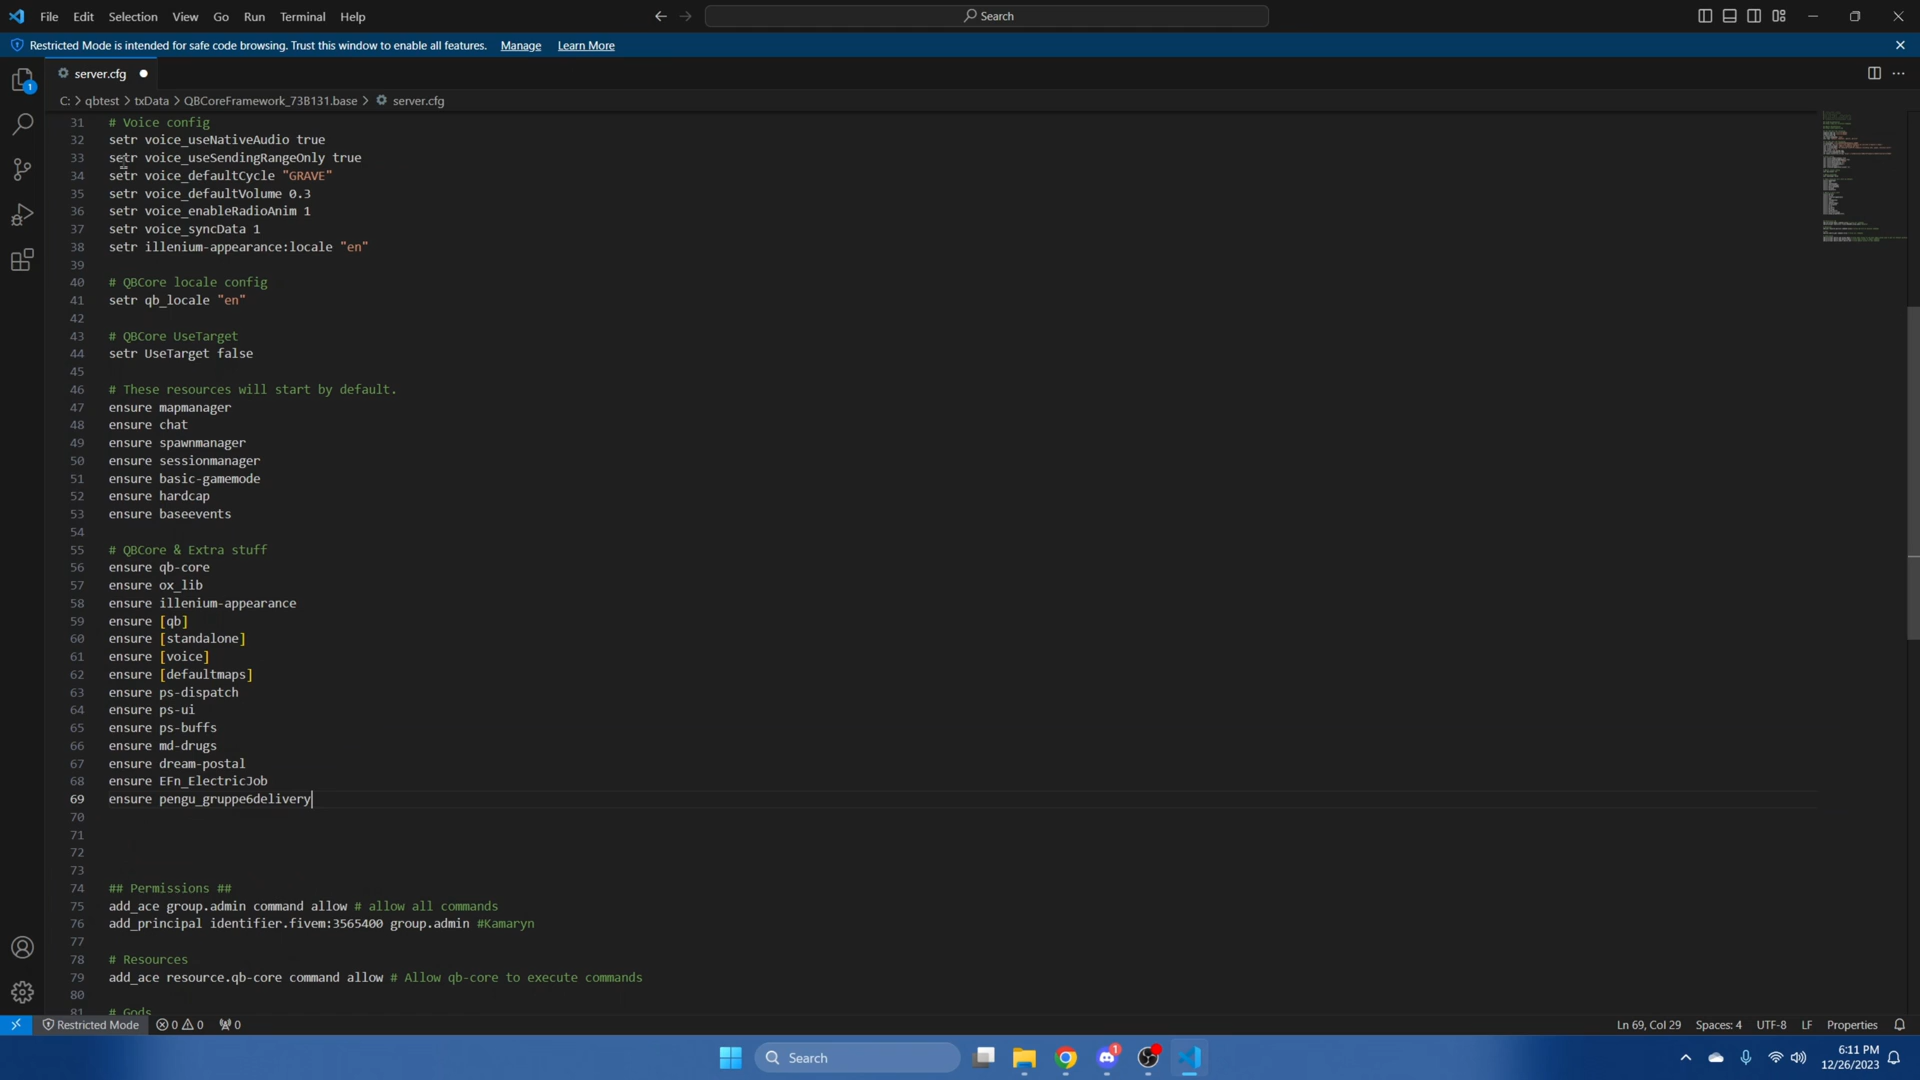 File Edit Selection View Go Run Terminal Help
Search
Restricted Mode is intended for safe code browsing. Trust this window to enable all features. Manage Learn More
server.cfg
C: > qbtest > txData > QBCoreFramework_73B131.base > server.cfg
31 # Voice config
32 setr voice_useNativeAudio true
33 setr voice_useSendingRangeOnly true
34 setr voice_defaultCycle "GRAVE"
35 setr voice_defaultVolume 0.3
36 setr voice_enableRadioAnim 1
37 setr voice_syncData 1
38 setr illenium-appearance:locale "en"
39
40 # QBCore locale config
41 setr qb_locale "en"
42
43 # QBCore UseTarget
44 setr UseTarget false
45
46 # These resources will start by default.
47 ensure mapmanager
48 ensure chat
49 ensure spawnmanager
50 ensure sessionmanager
51 ensure basic-gamemode
52 ensure hardcap
53 ensure baseevents
54
55 # QBCore & Extra stuff
56 ensure qb-core
57 ensure ox_lib
58 ensure illenium-appearance
59 ensure [qb]
60 ensure [standalone]
61 ensure [voice]
62 ensure [defaultmaps]
63 ensure ps-dispatch
64 ensure ps-ui
65 ensure ps-buffs
66 ensure md-drugs
67 ensure dream-postal
68 ensure EFn_ElectricJob
69 ensure pengu_gruppe6delivery
70
71
72
73
74 ## Permissions ##
75 add_ace group.admin command allow # allow all commands
76 add_principal identifier.fivem:3565400 group.admin #Kamaryn
77
78 # Resources
79 add_ace resource.qb-core command allow # Allow qb-core to execute commands
80
81 # Gods
Restricted Mode 0 0 0 Ln 69, Col 29 Spaces: 4 UTF-8 LF Properties
Search
1
6:11 PM
12/26/2023